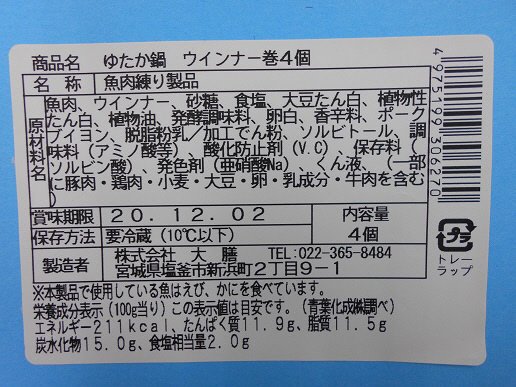 商品名　ゆたか鍋　ウインナー巻4個
名　称　魚肉練り製品
原材料名
魚肉、ウインナー、砂糖、食塩、大豆たん白、植物性
たん白、植物油、発酵調味料、卵白、香辛料、ポーク
ブイヨン、脱脂粉乳／加工でん粉、ソルビトール、調
味料（アミノ酸等）、酸化防止剤（V.C）、保存料（
ソルビン酸）、発色剤（亜硝酸Na）、くん液、（一部
に豚肉・鶏肉・小麦・大豆・卵・乳成分・牛肉を含む
）
賞味期限　20.12.02　内容量
保存方法　要冷蔵（10℃以下）　4個
製造者　株式会社　大　膳　TEL:022-365-8484
宮城県塩釜市新浜町2丁目9−1
4975199306270
プラ
トレー
ラップ
※本製品で使用している魚はえび、かにを食べています。
栄養成分表示（100g当り）この表示値は目安です。（青葉化成㈱調べ）
エネルギー211kcal、たんぱく質11.9g、脂質11.5g
炭水化物15.0g、食塩相当量2.0g